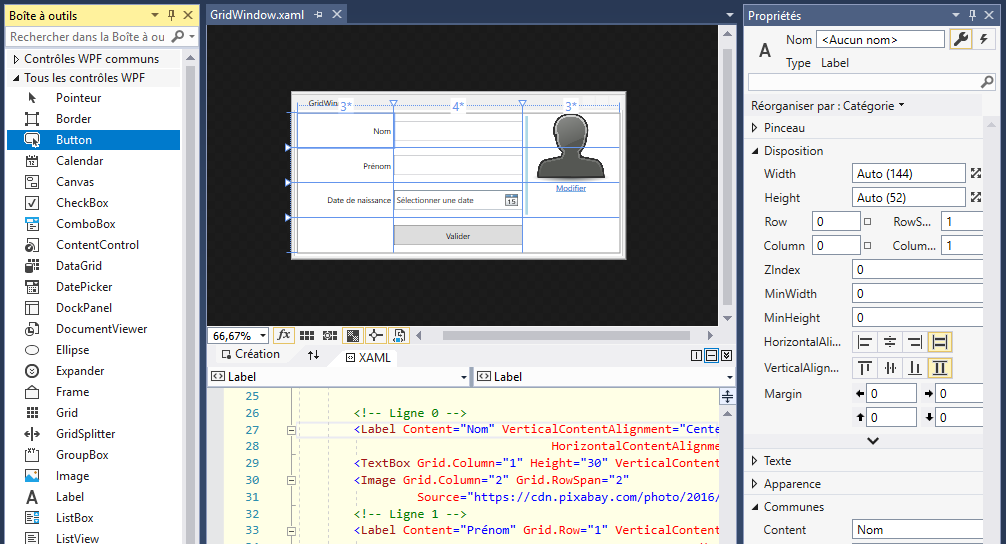 Boîte à outils
Rechercher dans la Boîte à ou
Contrôles WPF communs
Tous les contrôles WPF
Pointeur
Border
Button
Calendar
Canvas
CheckBox
ComboBox
ContentControl
DataGrid
DatePicker
DockPanel
DocumentViewer
Ellipse
Expander
Frame
Grid
GridSplitter
GroupBox
Image
Label
ListBox
ListView
GridWindow.xaml
GridWin
3* 4* 3*
Nom
Prénom
Modifier
Date de naissance Sélectionner une date 15
Valider
66,67% fx
Création XAML
Label Label
25
26 <!-- Ligne 0 -->
27 <Label Content="Nom" VerticalContentAlignment="Cente
28 HorizontalContentAlignme
29 <TextBox Grid.Column="1" Height="30" VerticalContent
30 <Image Grid.Column="2" Grid.RowSpan="2"
31 Source="https://cdn.pixabay.com/photo/2016/
32 <!-- Ligne 1 -->
33 <Label Content="Prénom" Grid.Row="1" VerticalContent
Propriétés
Nom <Aucun nom>
Type Label
Réorganiser par : Catégorie
Pinceau
Disposition
Width Auto (144)
Height Auto (52)
Row 0 RowS... 1
Column 0 Colum... 1
ZIndex 0
MinWidth 0
MinHeight 0
HorizontalAli...
VerticalAlign...
Margin 0 0
0 0
Texte
Apparence
Communes
Content Nom